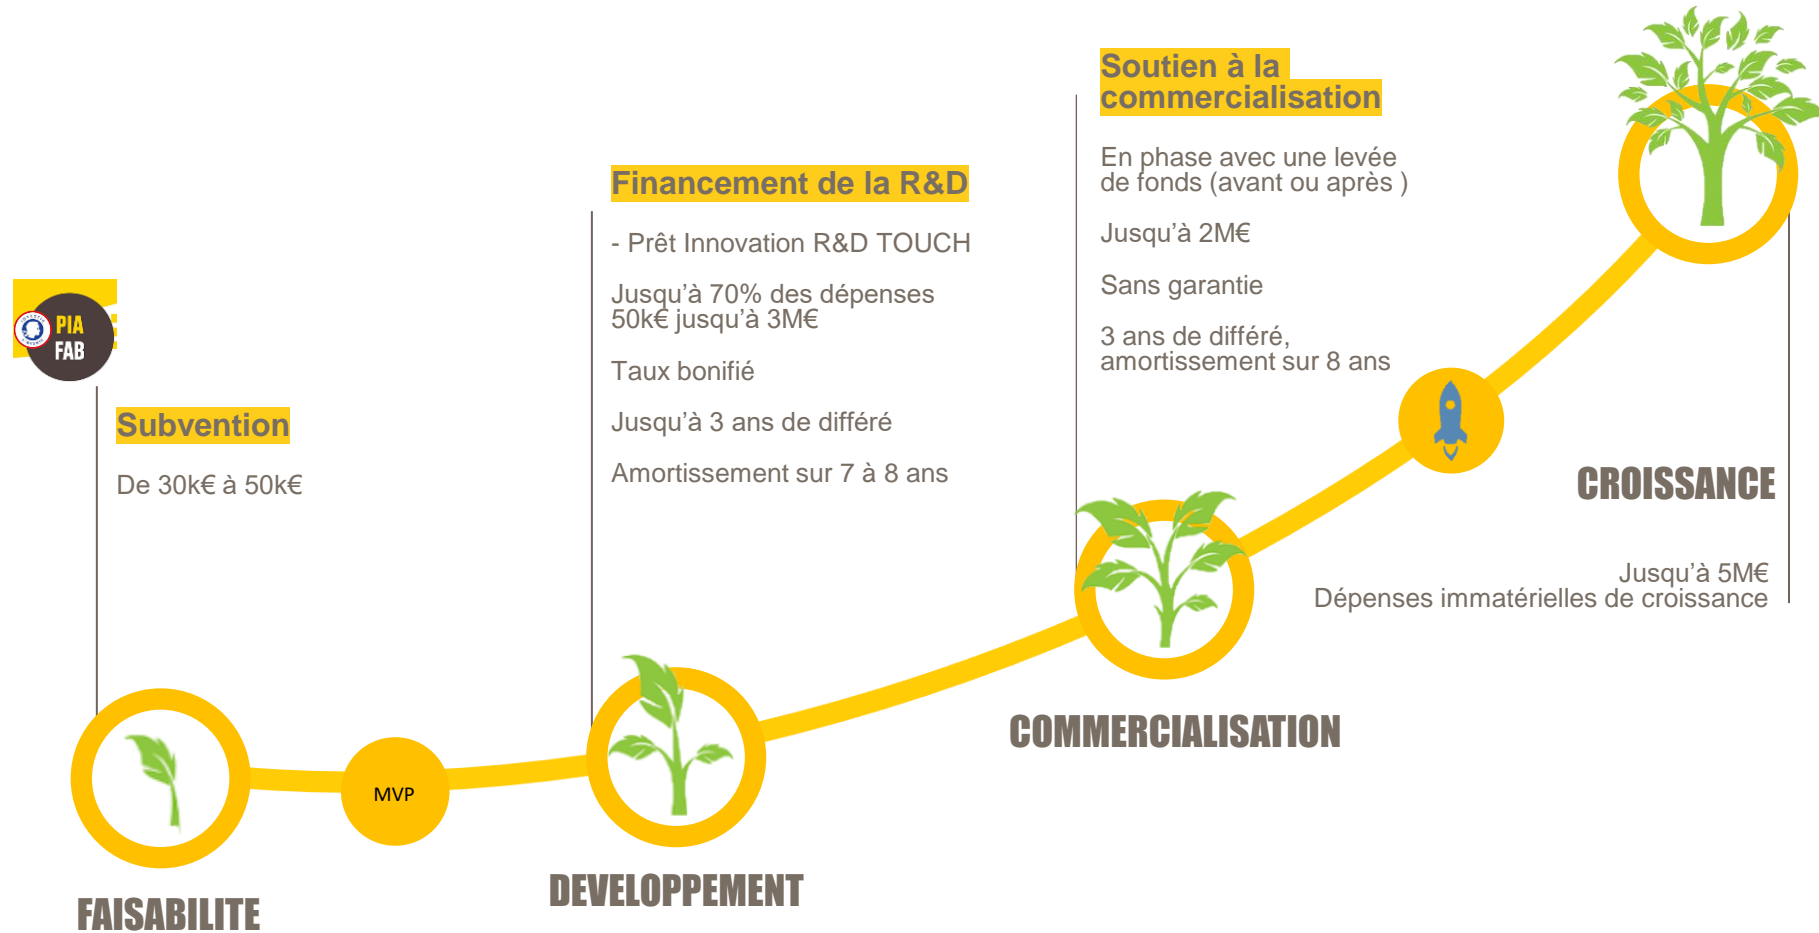 PIA
FAB
Subvention
De 30k€ à 50k€
FAISABILITE
MVP
Financement de la R&D
- Prêt Innovation R&D TOUCH
Jusqu'à 70% des dépenses
50k€ jusqu'à 3M€
Taux bonifié
Jusqu'à 3 ans de différé
Amortissement sur 7 à 8 ans
DEVELOPPEMENT
Soutien à la
commercialisation
En phase avec une levée
de fonds (avant ou après )
Jusqu'à 2M€
Sans garantie
3 ans de différé,
amortissement sur 8 ans
COMMERCIALISATION
CROISSANCE
Jusqu'à 5M€
Dépenses immatérielles de croissance